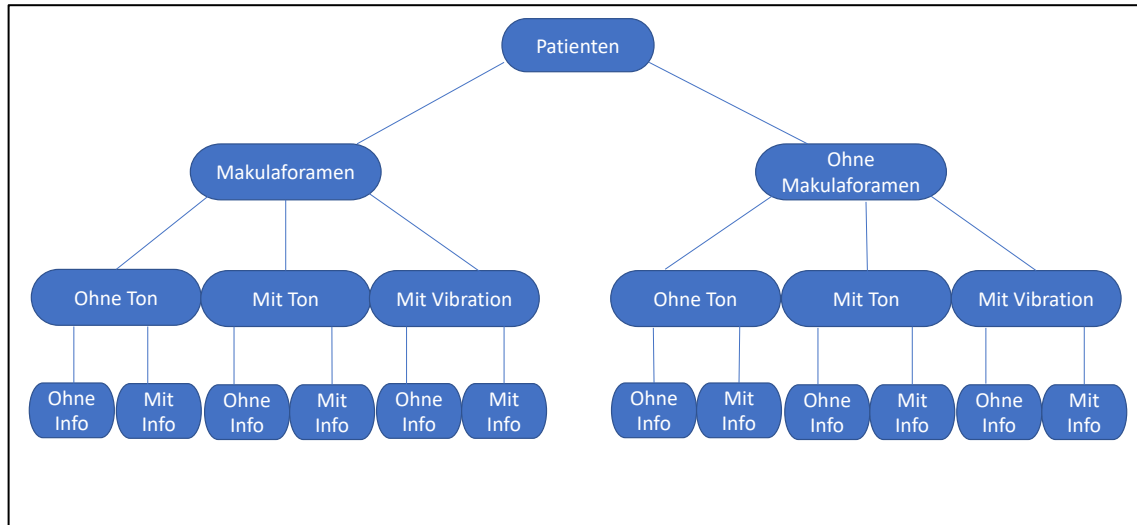 Patienten
Makulaforamen
Ohne
Makulaforamen
Ohne Ton
Mit Ton
Mit Vibration
Ohne Ton
Mit Ton
Mit Vibration
Ohne
Info
Mit
Info
Ohne
Info
Mit
Info
Ohne
Info
Mit
Info
Ohne
Info
Mit
Info
Ohne
Info
Mit
Info
Ohne
Info
Mit
Info